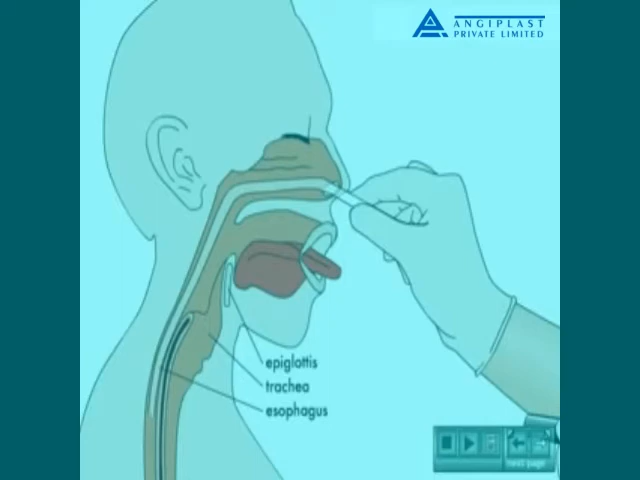 ANGIPLAST
PRIVATE LIMITED
epiglottis
trachea
esophagus
next page